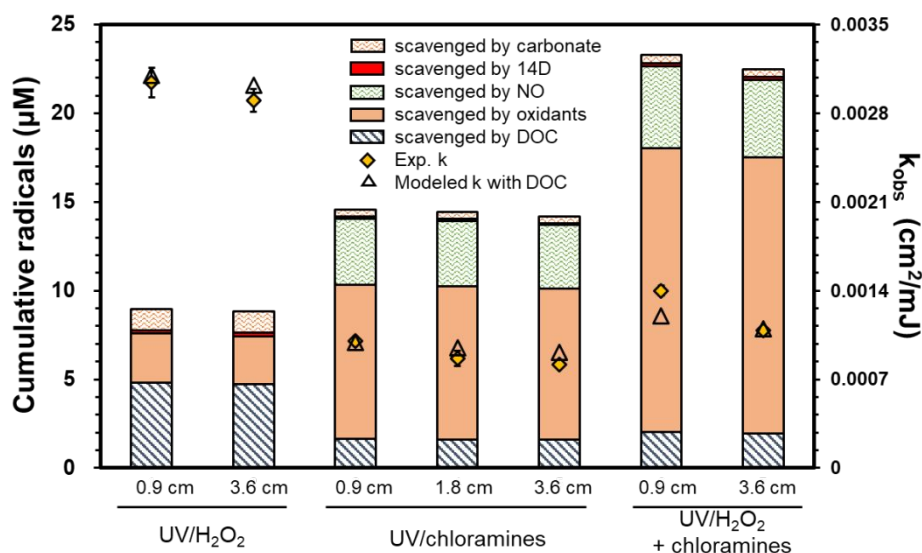 25
20
15
10
5
0
Cumulative radicals (µM)
scavenged by carbonate
scavenged by 14D
scavenged by NO
scavenged by oxidants
scavenged by DOC
Exp. k
Modeled k with DOC
0.0035
0.0028
0.0021
0.0014
0.0007
0
k_obs (cm²/mJ)
0.9 cm 3.6 cm 0.9 cm 1.8 cm 3.6 cm 0.9 cm 3.6 cm
UV/H₂O₂
UV/chloramines
UV/H₂O₂
+ chloramines